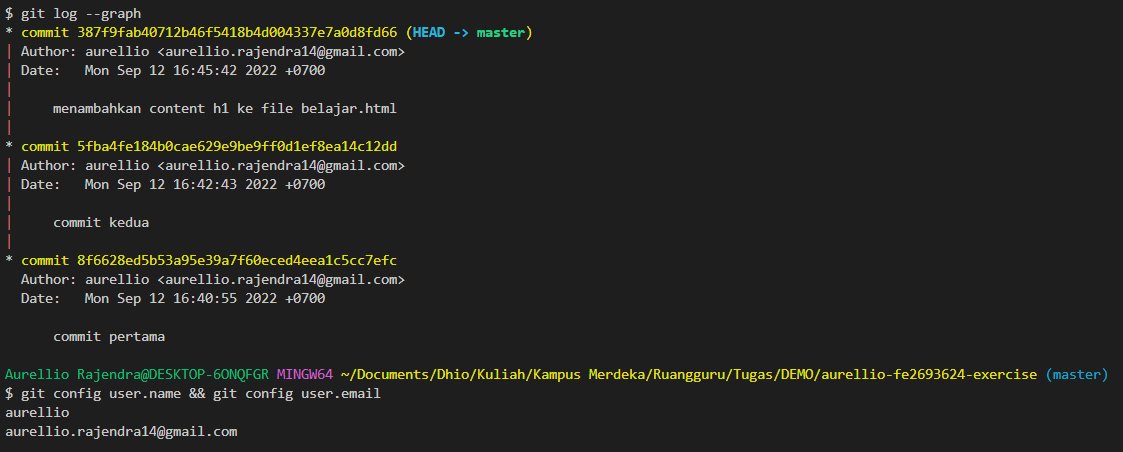 $ git log --graph
* commit 387f9fab40712b46f5418b4d004337e7a0d8fd66 (HEAD -> master)
| Author: aurellio <aurellio.rajendra14@gmail.com>
| Date:   Mon Sep 12 16:45:42 2022 +0700
|
|     menambahkan content h1 ke file belajar.html
|
* commit 5fba4fe184b0cae629e9be9ff0d1ef8ea14c12dd
| Author: aurellio <aurellio.rajendra14@gmail.com>
| Date:   Mon Sep 12 16:42:43 2022 +0700
|
|     commit kedua
|
* commit 8f6628ed5b53a95e39a7f60eced4eea1c5cc7efc
  Author: aurellio <aurellio.rajendra14@gmail.com>
  Date:   Mon Sep 12 16:40:55 2022 +0700
      commit pertama
Aurellio Rajendra@DESKTOP-6ONQFGR MINGW64 ~/Documents/Dhio/Kuliah/Kampus Merdeka/Ruangguru/Tugas/DEMO/aurellio-fe2693624-exercise (master)
$ git config user.name && git config user.email
aurellio
aurellio.rajendra14@gmail.com